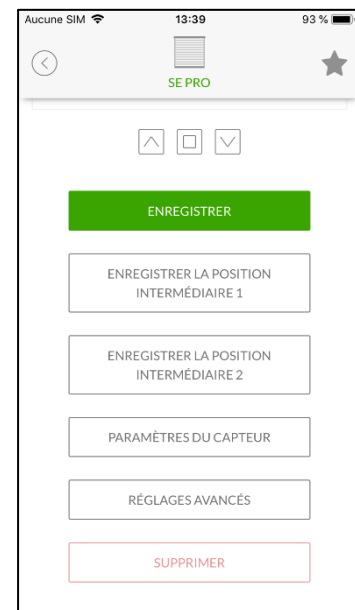 Aucune SIM 13:39 93 %
SE PRO
ENREGISTRER
ENREGISTRER LA POSITION
INTERMÉDIAIRE 1
ENREGISTRER LA POSITION
INTERMÉDIAIRE 2
PARAMÈTRES DU CAPTEUR
RÉGLAGES AVANCÉS
SUPPRIMER